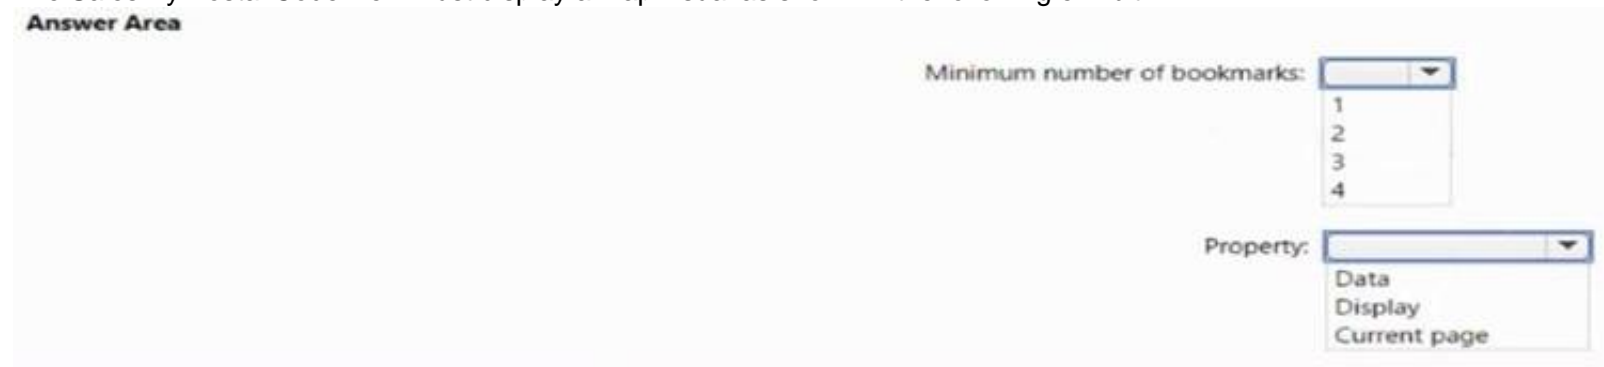 Answer Area
Minimum number of bookmarks:
1
2
3
4
Property:
Data
Display
Current page